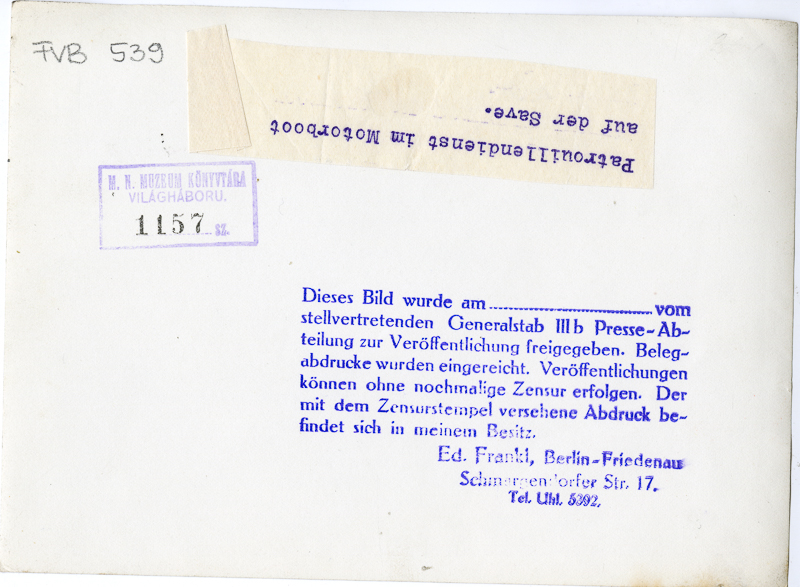 FVB 539
Patrouillendienst im Motorboot
auf der Save.
M. N. MUZEUM KÖNYVTÁRA
VILÁGHÁBORU.
1157 sz.
Dieses Bild wurde am ........................ vom
stellvertretenden Generalstab III b Presse-Ab-
teilung zur Veröffentlichung freigegeben. Beleg-
abdrucke wurden eingereicht. Veröffentlichungen
können ohne nochmalige Zensur erfolgen. Der
mit dem Zensurstempel versehene Abdruck be-
findet sich in meinem Besitz.
Ed. Frankl, Berlin-Friedenau
Schmargendorfer Str. 17.
Tel. Uhl. 5392.